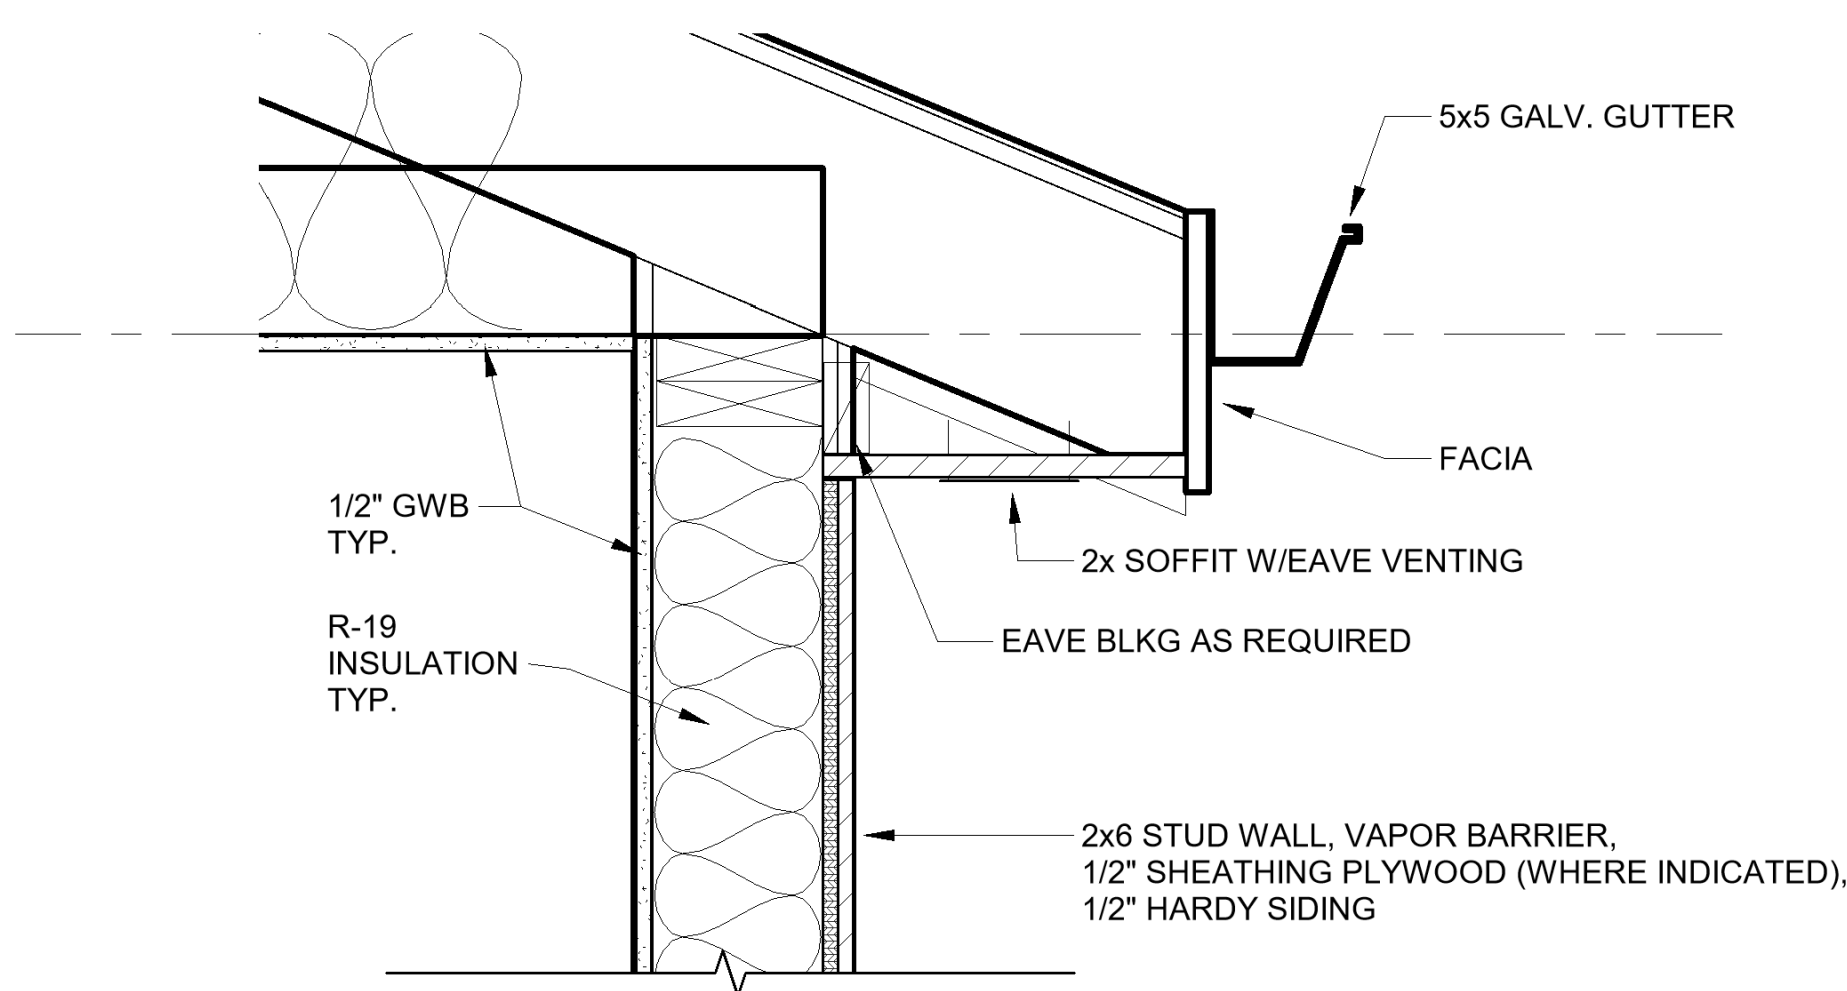 5x5 GALV. GUTTER
FACIA
1/2" GWB
TYP.
2x SOFFIT W/EAVE VENTING
R-19
INSULATION
TYP.
EAVE BLKG AS REQUIRED
2x6 STUD WALL, VAPOR BARRIER,
1/2" SHEATHING PLYWOOD (WHERE INDICATED),
1/2" HARDY SIDING